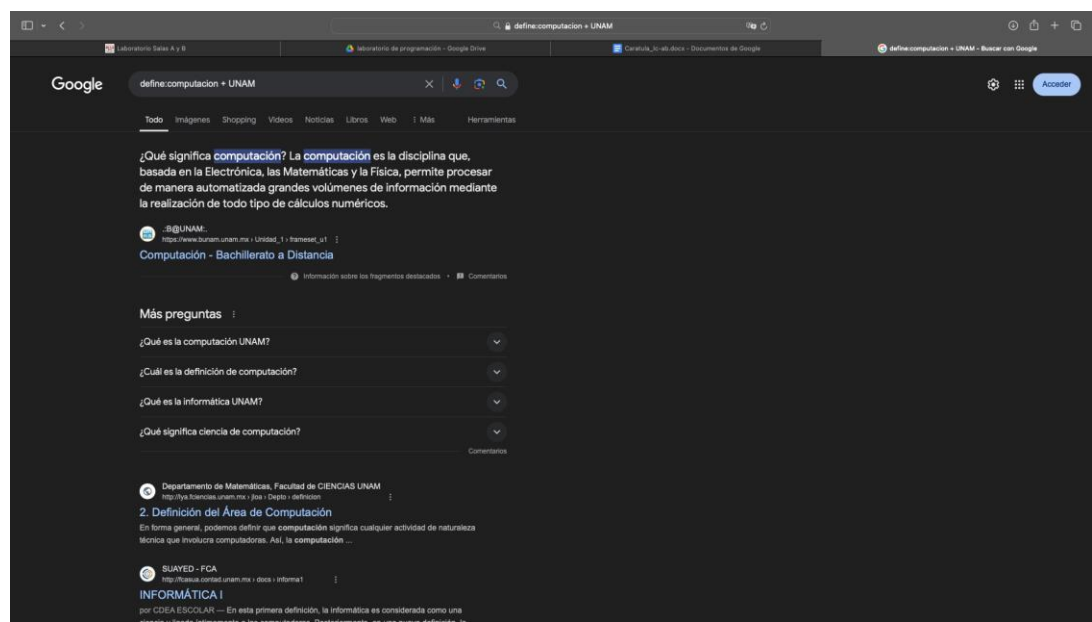 define:computacion + UNAM
Laboratorio Salas A y B
laboratorio de programación - Google Drive
Caratula_lc-ab.docx - Documentos de Google
define:computacion + UNAM - Buscar con Google
Google
define:computacion + UNAM
Acceder
Todo Imágenes Shopping Videos Noticias Libros Web Más Herramientas
¿Qué significa computación? La computación es la disciplina que,
basada en la Electrónica, las Matemáticas y la Física, permite procesar
de manera automatizada grandes volúmenes de información mediante
la realización de todo tipo de cálculos numéricos.
.:B@UNAM:.
https://www.bunam.unam.mx › Unidad_1 › frameset_u1
Computación - Bachillerato a Distancia
Información sobre los fragmentos destacados • Comentarios
Más preguntas
¿Qué es la computación UNAM?
¿Cuál es la definición de computación?
¿Qué es la informática UNAM?
¿Qué significa ciencia de computación?
Comentarios
Departamento de Matemáticas, Facultad de CIENCIAS UNAM
http://lya.fciencias.unam.mx › jloa › Depto › definicion
2. Definición del Área de Computación
En forma general, podemos definir que computación significa cualquier actividad de naturaleza
técnica que involucra computadoras. Así, la computación ...
SUAYED - FCA
http://fcasua.contad.unam.mx › docs › informa1
INFORMÁTICA I
por CDEA ESCOLAR — En esta primera definición, la informática es considerada como una